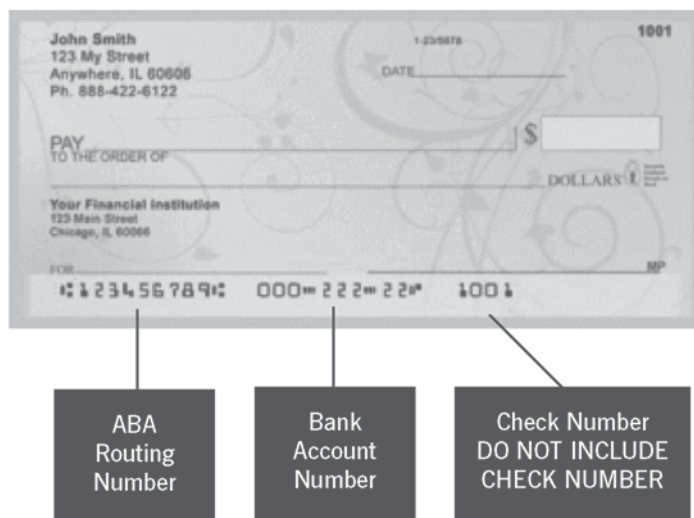 John Smith
123 My Street
Anywhere, IL 60606
Ph. 888-422-6122
1-23/5678
1001
DATE
PAY
TO THE ORDER OF
$
DOLLARS
Your Financial Institution
123 Main Street
Chicago, IL 60066
FOR
MP
⑆123456789⑆ 000⑉222⑉22⑈ 1001
ABA
Routing
Number
Bank
Account
Number
Check Number
DO NOT INCLUDE
CHECK NUMBER